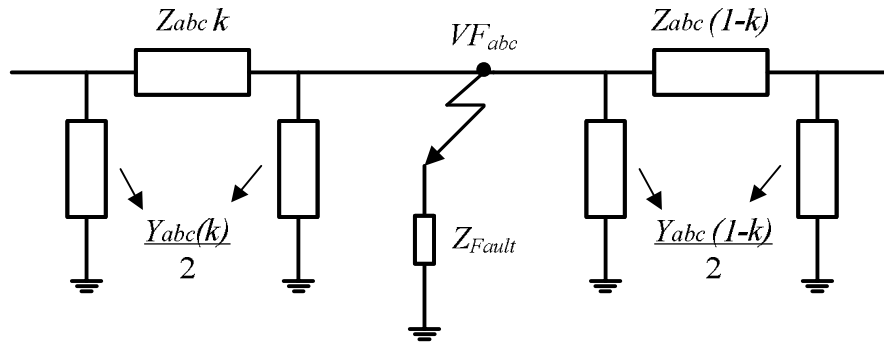 Zabc k
VFabc
Zabc (1-k)
Yabc(k)
2
ZFault
Yabc (1-k)
2